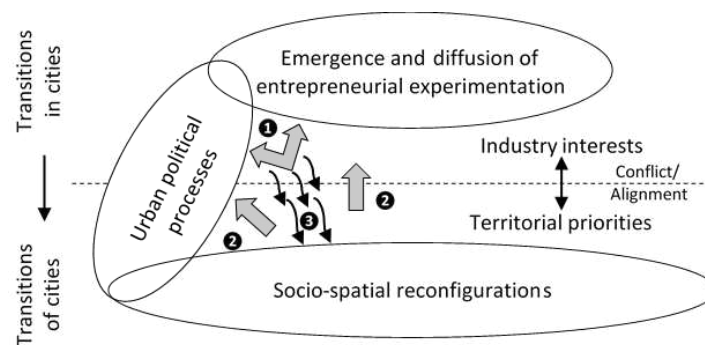 Transitions
in cities
Transitions
of cities
Urban political
processes
Emergence and diffusion of
entrepreneurial experimentation
1
2
3
2
Industry interests
Conflict/
Alignment
Territorial priorities
Socio-spatial reconfigurations